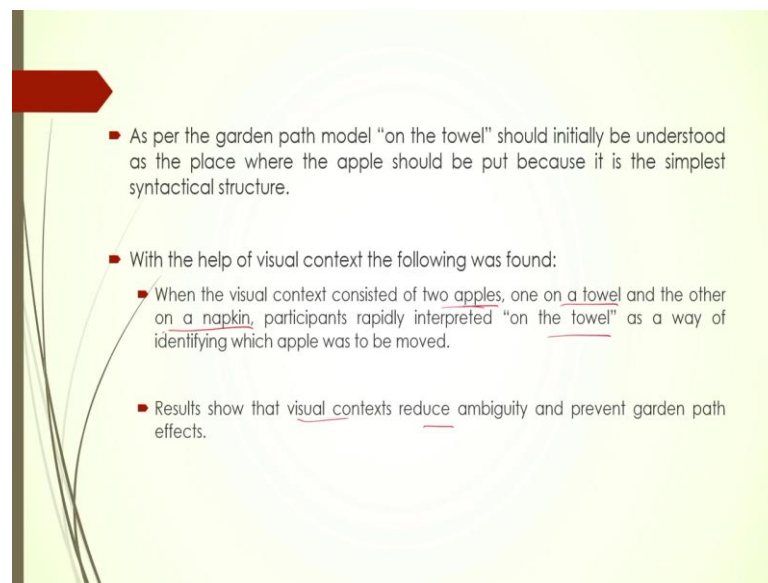 As per the garden path model “on the towel” should initially be understood
as the place where the apple should be put because it is the simplest
syntactical structure.
With the help of visual context the following was found:
When the visual context consisted of two apples, one on a towel and the other
on a napkin, participants rapidly interpreted “on the towel” as a way of
identifying which apple was to be moved.
Results show that visual contexts reduce ambiguity and prevent garden path
effects.